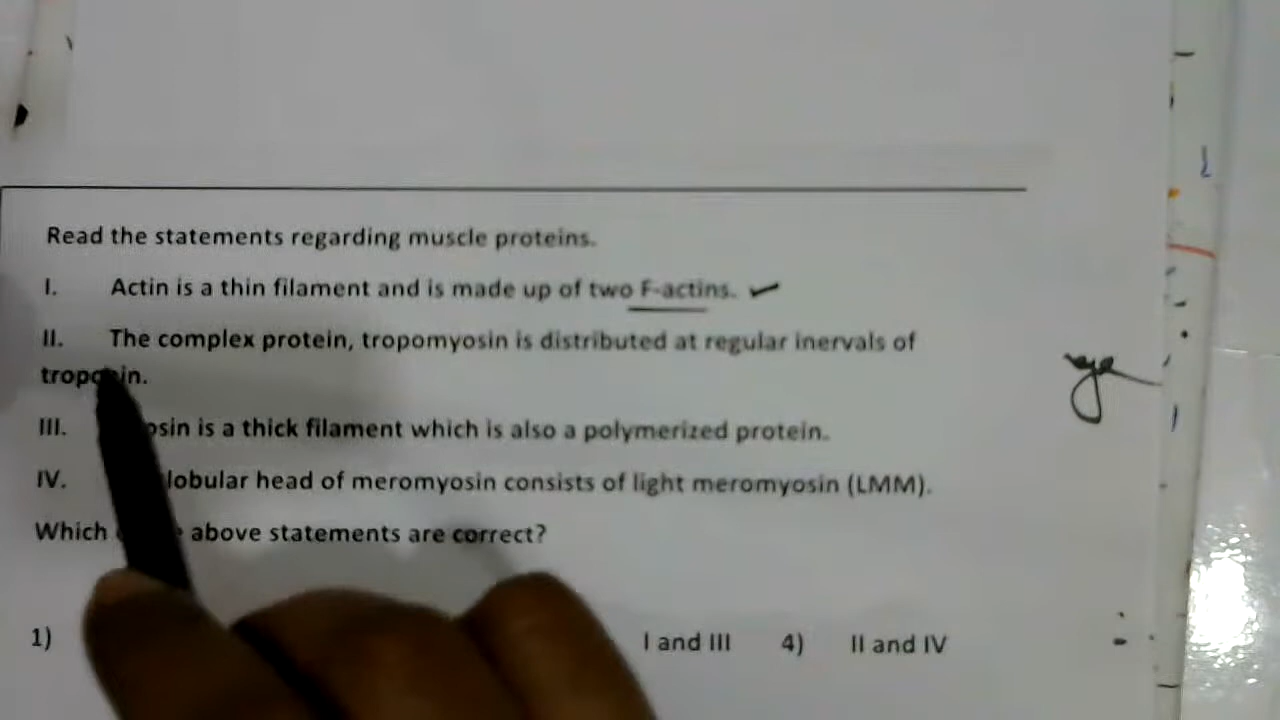 Read the statements regarding muscle proteins.
I. Actin is a thin filament and is made up of two F-actins.
II. The complex protein, tropomyosin is distributed at regular inervals of
III. is a thick filament which is also a polymerized protein.
IV. head of meromyosin consists of light meromyosin (LMM).
Which above statements are correct?
1) I and III 4) II and IV